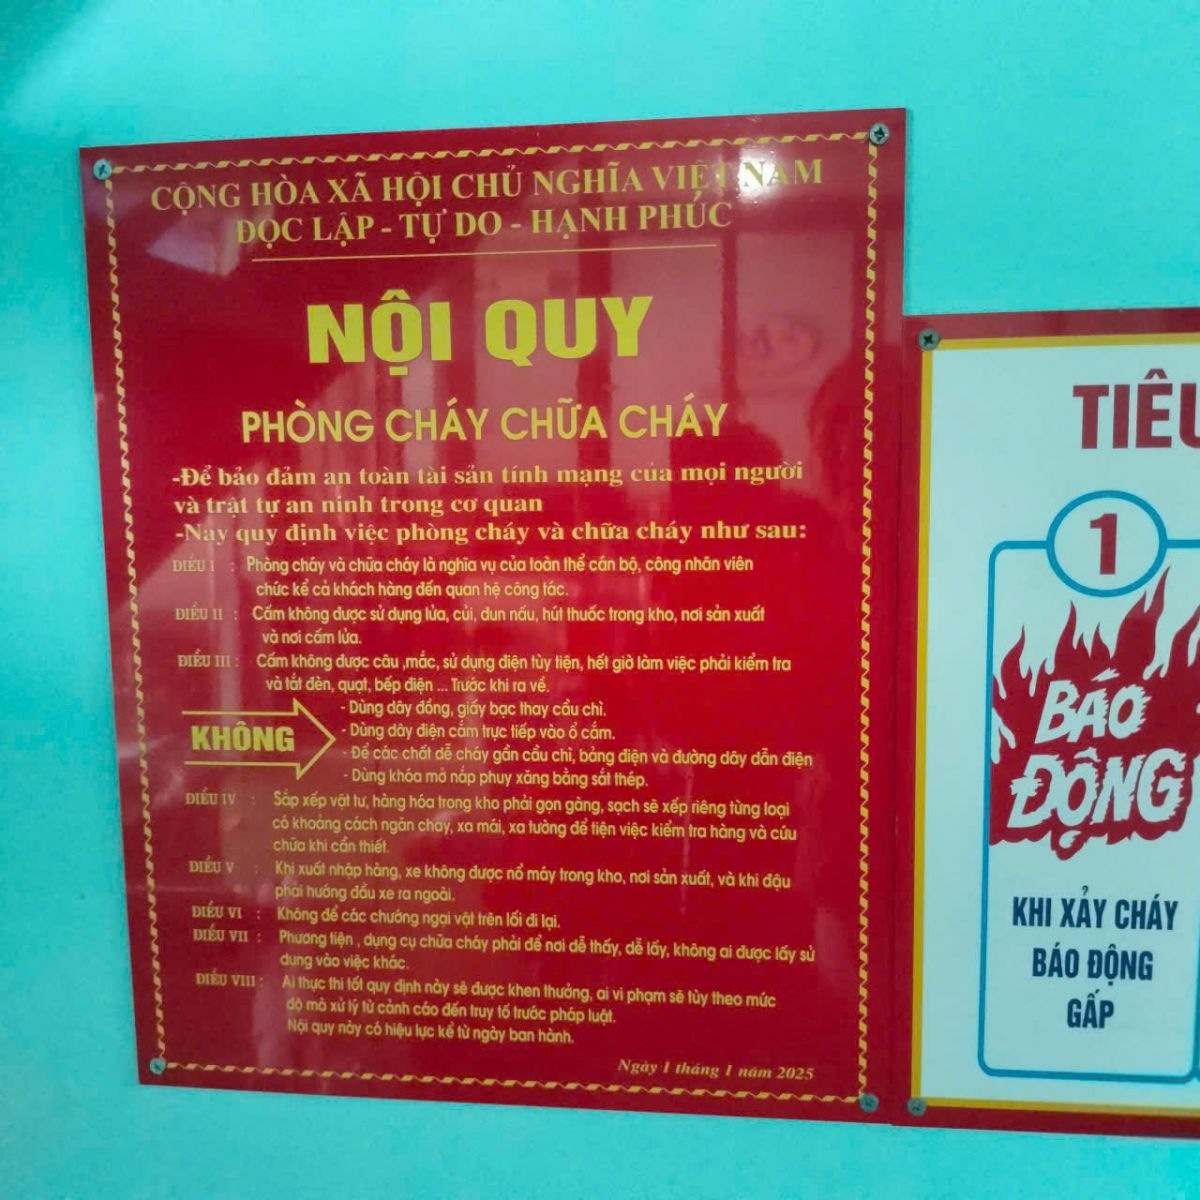 CỘNG HÒA XÃ HỘI CHỦ NGHĨA VIỆT NAM
ĐỘC LẬP - TỰ DO - HẠNH PHÚC
NỘI QUY
PHÒNG CHÁY CHỮA CHÁY
-Để bảo đảm an toàn tài sản tính mạng của mọi người
và trật tự an ninh trong cơ quan
-Nay quy định việc phòng cháy và chữa cháy như sau:
ĐIỀU I : Phòng cháy và chữa cháy là nghĩa vụ của toàn thể cán bộ, công nhân viên
chức kể cả khách hàng đến quan hệ công tác.
ĐIỀU II : Cấm không được sử dụng lửa, củi, đun nấu, hút thuốc trong kho, nơi sản xuất
và nơi cấm lửa.
ĐIỀU III : Cấm không được câu ,mắc, sử dụng điện tùy tiện, hết giờ làm việc phải kiểm tra
và tắt đèn, quạt, bếp điện ... Trước khi ra về.
KHÔNG
- Dùng dây đồng, giấy bạc thay cầu chì.
- Dùng dây điện cắm trực tiếp vào ổ cắm.
- Để các chất dễ cháy gần cầu chì, bảng điện và đường dây dẫn điện
- Dùng khóa mở nắp phuy xăng bằng sắt thép.
ĐIỀU IV : Sắp xếp vật tư, hàng hóa trong kho phải gọn gàng, sạch sẽ xếp riêng từng loại
có khoảng cách ngăn chay, xa mái, xa tường để tiện việc kiểm tra hàng và cứu
chữa khi cần thiết.
ĐIỀU V : Khi xuất nhập hàng, xe không được nổ máy trong kho, nơi sản xuất, và khi đậu
phải hướng đầu xe ra ngoài.
ĐIỀU VI : Không để các chướng ngại vật trên lối đi lại.
ĐIỀU VII : Phương tiện , dụng cụ chữa cháy phải để nơi dễ thấy, dễ lấy, không ai được lấy sử
dụng vào việc khác.
ĐIỀU VIII : Ai thực thi tốt quy định này sẽ được khen thưởng, ai vi phạm sẽ tùy theo mức
độ mà xử lý từ cảnh cáo đến truy tố trước pháp luật.
Nội quy này có hiệu lực kể từ ngày ban hành.
Ngày 1 tháng 1 năm 2025
TIÊU
1
BÁO
ĐỘNG
KHI XẢY CHÁY
BÁO ĐỘNG
GẤP